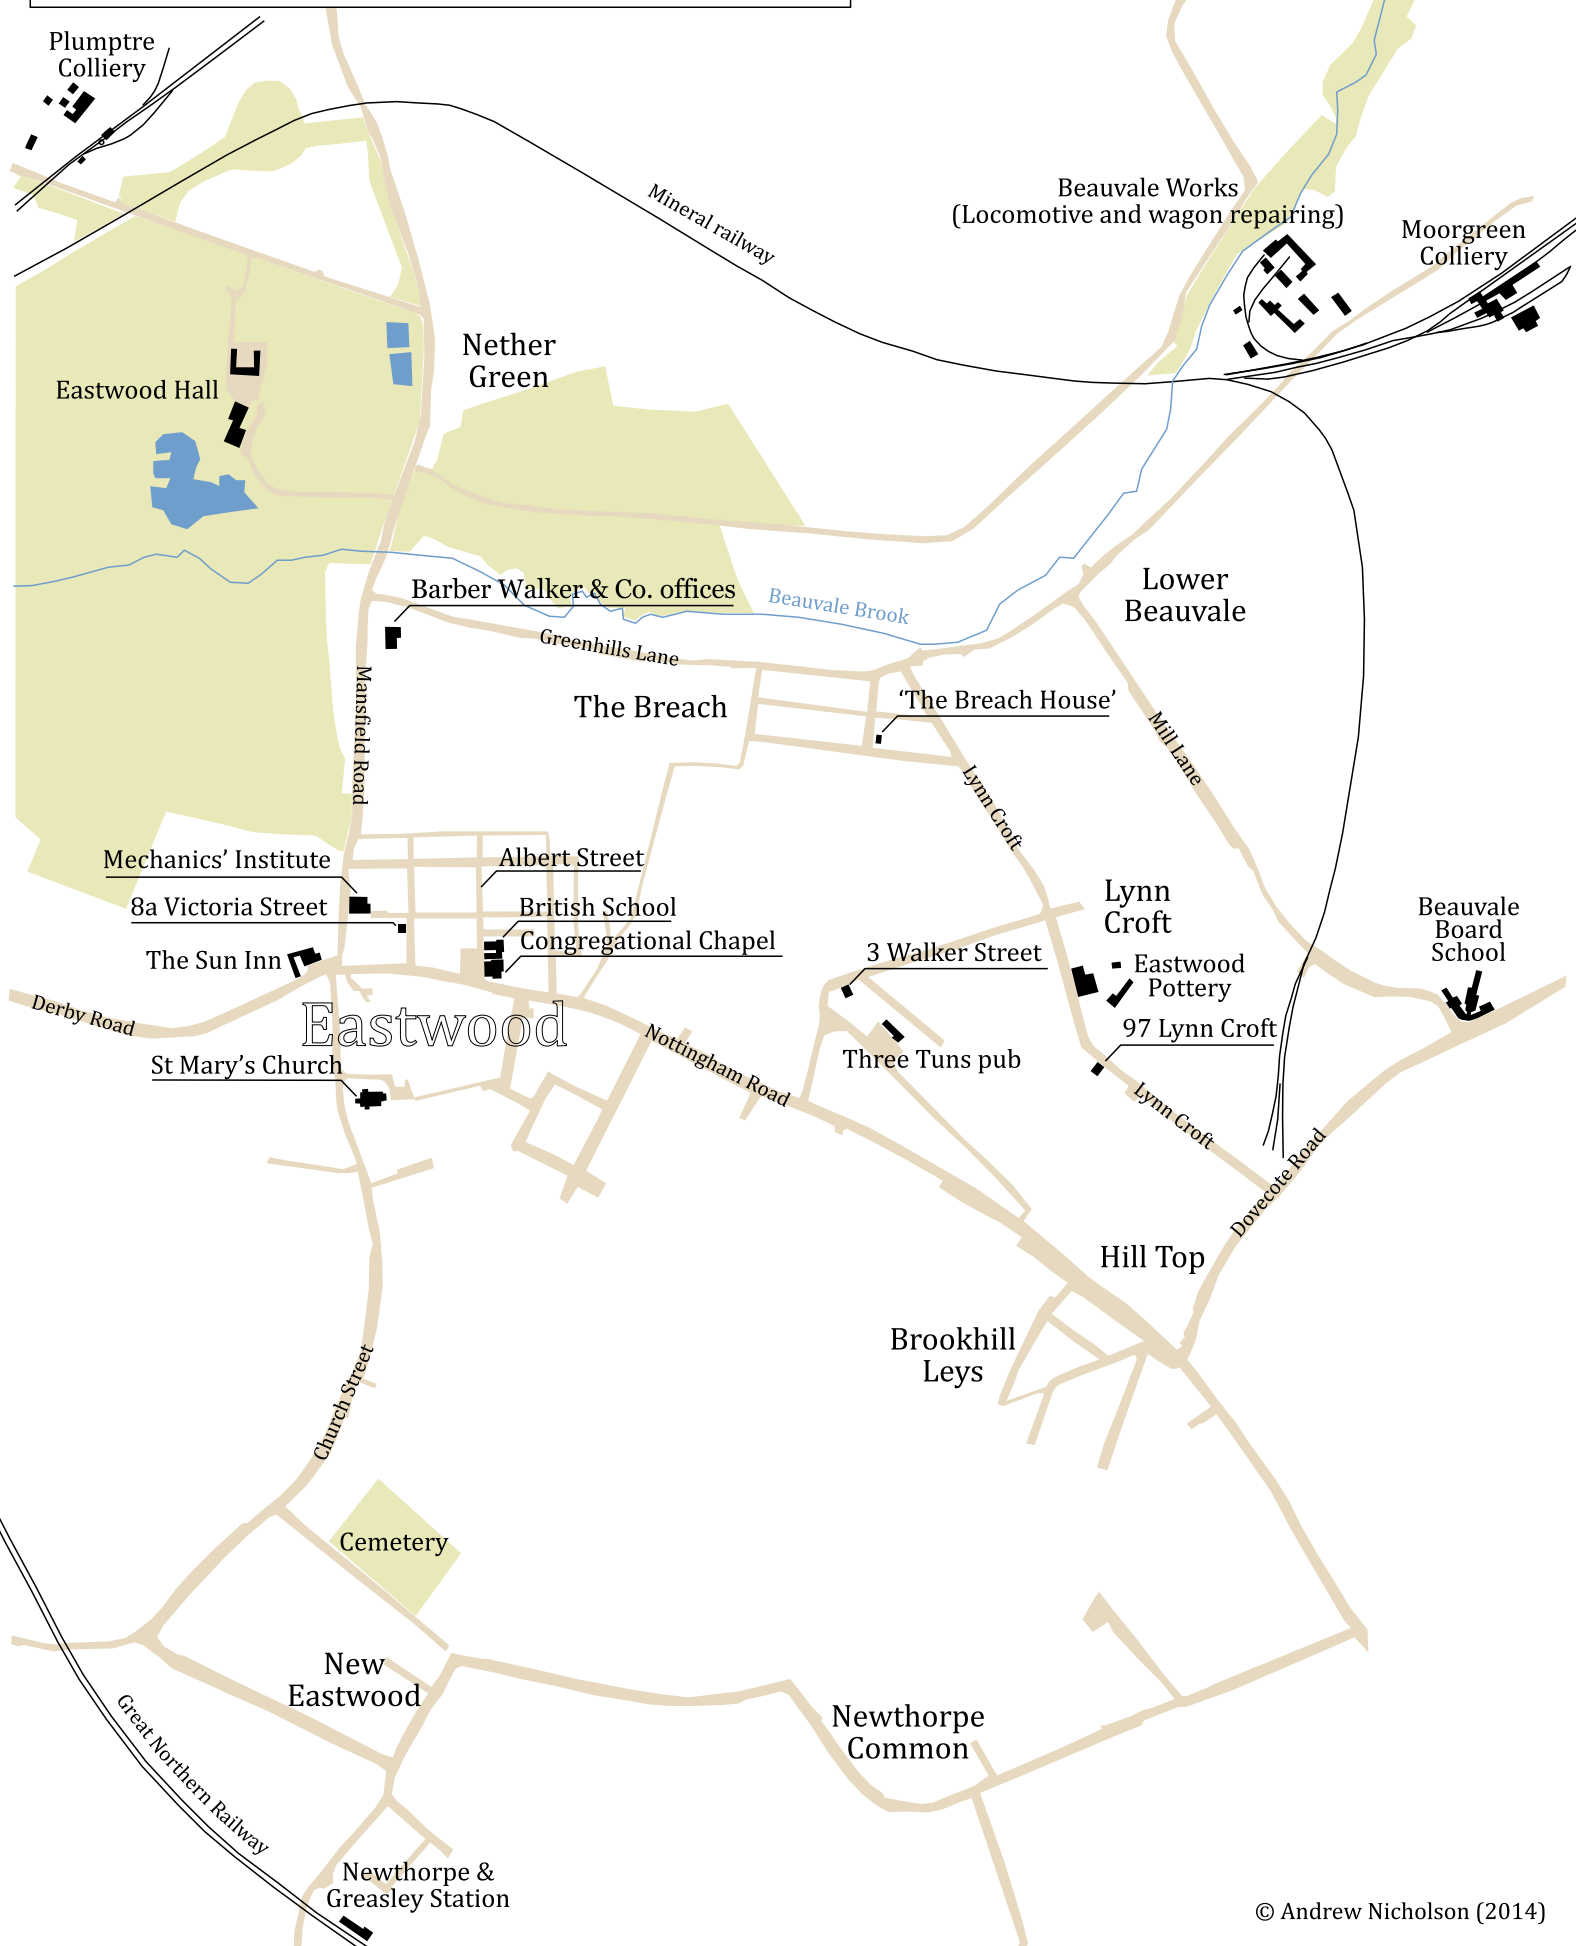 Plumptre
Colliery
Mineral railway
Beauvale Works
(Locomotive and wagon repairing)
Moorgreen
Colliery
Nether
Green
Eastwood Hall
Barber Walker & Co. offices
Beauvale Brook
Lower
Beauvale
Greenhills Lane
Mansfield Road
The Breach
‘The Breach House’
Mill Lane
Lynn Croft
Mechanics’ Institute
Albert Street
8a Victoria Street
British School
Congregational Chapel
The Sun Inn
3 Walker Street
Lynn
Croft
Eastwood
Pottery
Beauvale
Board
School
Derby Road
Eastwood
Nottingham Road
Three Tuns pub
97 Lynn Croft
St Mary’s Church
Lynn Croft
Dovecote Road
Hill Top
Brookhill
Leys
Church Street
Cemetery
New
Eastwood
Great Northern Railway
Newthorpe
Common
Newthorpe &
Greasley Station
© Andrew Nicholson (2014)